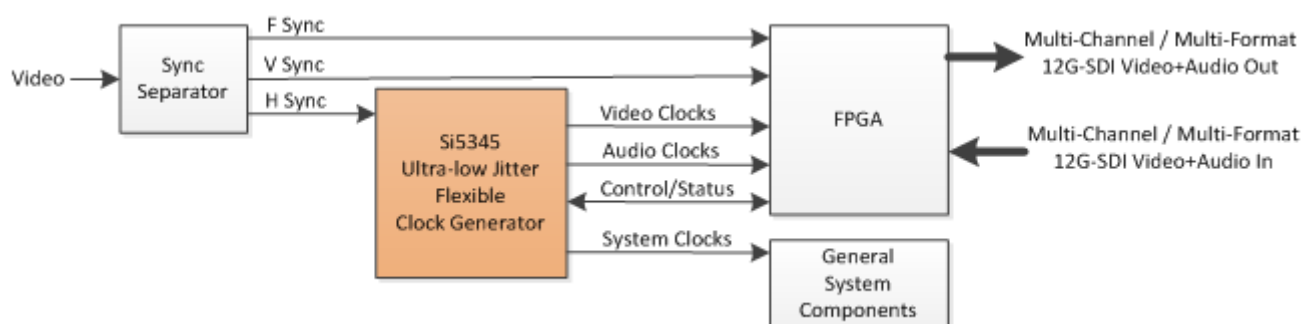 Video
Sync
Separator
F Sync
V Sync
H Sync
Si5345
Ultra-low Jitter
Flexible
Clock Generator
Video Clocks
Audio Clocks
Control/Status
System Clocks
FPGA
General
System
Components
Multi-Channel / Multi-Format
12G-SDI Video+Audio Out
Multi-Channel / Multi-Format
12G-SDI Video+Audio In